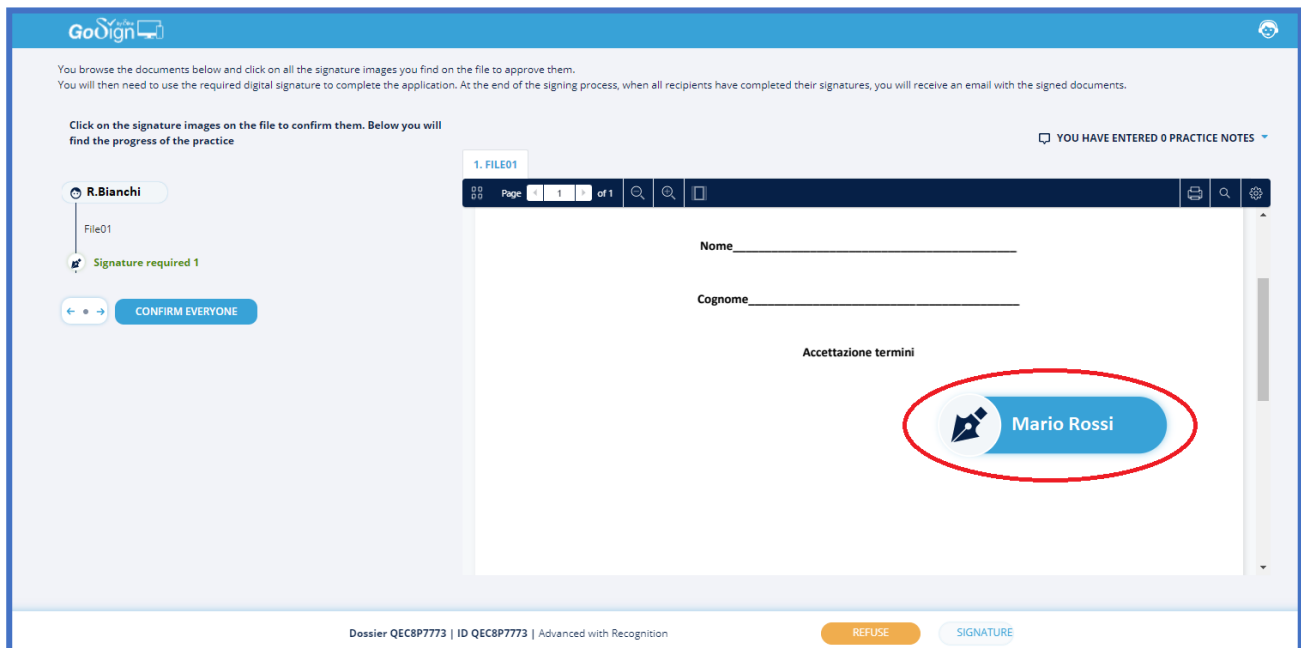 GoSign
You browse the documents below and click on all the signature images you find on the file to approve them.
You will then need to use the required digital signature to complete the application. At the end of the signing process, when all recipients have completed their signatures, you will receive an email with the signed documents.
Click on the signature images on the file to confirm them. Below you will
find the progress of the practice
YOU HAVE ENTERED 0 PRACTICE NOTES
1. FILE01
R.Bianchi
Page 1 of 1
File01
Nome
Signature required 1
Cognome
CONFIRM EVERYONE
Accettazione termini
Mario Rossi
Dossier QEC8P7773 | ID QEC8P7773 | Advanced with Recognition
REFUSE
SIGNATURE